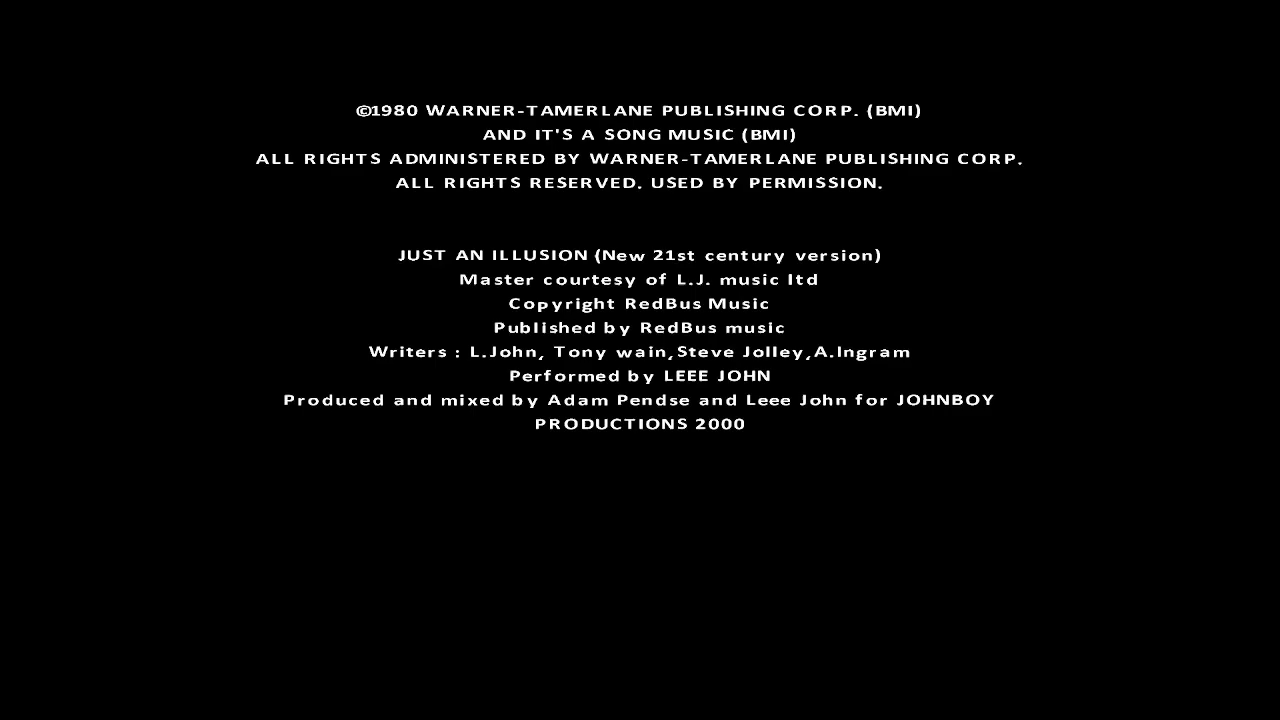 ©1980 WARNER-TAMERLANE PUBLISHING CORP. (BMI)
AND IT'S A SONG MUSIC (BMI)
ALL RIGHTS ADMINISTERED BY WARNER-TAMERLANE PUBLISHING CORP.
ALL RIGHTS RESERVED. USED BY PERMISSION.
JUST AN ILLUSION (New 21st century version)
Master courtesy of L.J. music ltd
Copyright RedBus Music
Published by RedBus music
Writers : L.John, Tony wain,Steve Jolley,A.Ingram
Performed by LEEE JOHN
Produced and mixed by Adam Pendse and Leee John for JOHNBOY
PRODUCTIONS 2000